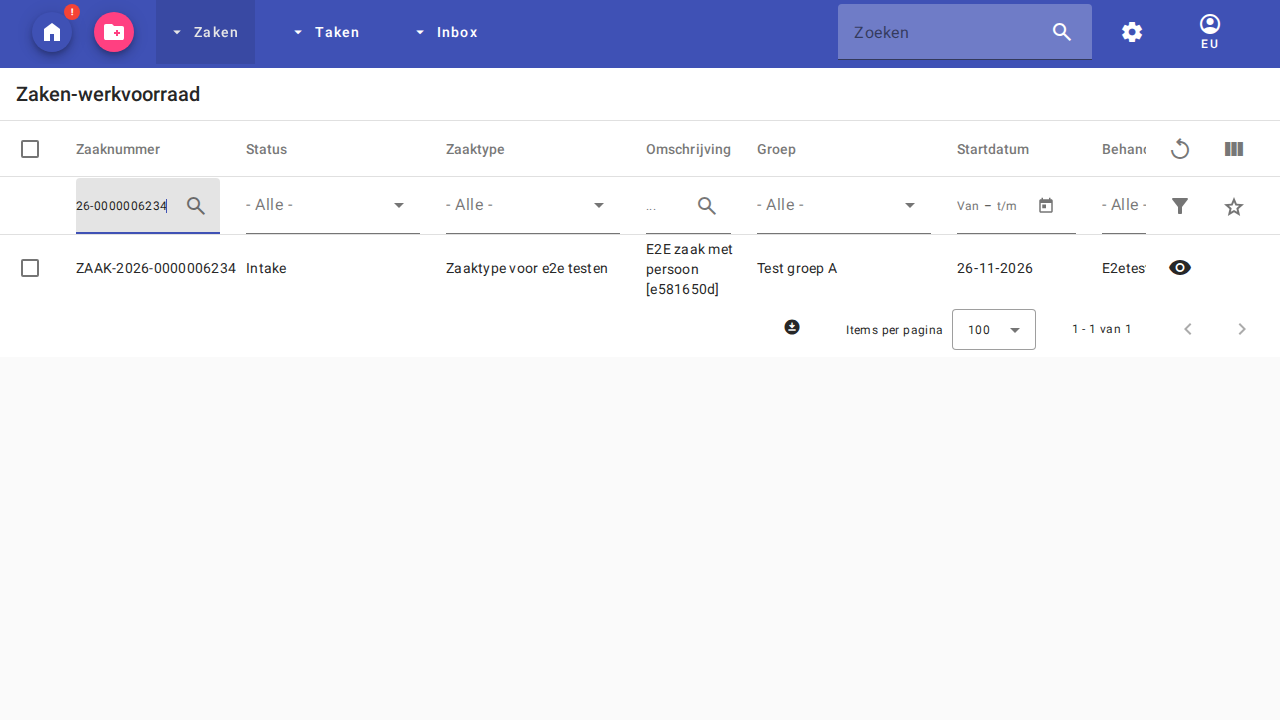 !
Zaken
Taken
Inbox
Zoeken
EU
Zaken-werkvoorraad
Zaaknummer Status Zaaktype Omschrijving Groep Startdatum
26-0000006234 - Alle - - Alle - ... - Alle - Van – t/m - Alle -
ZAAK-2026-0000006234 Intake Zaaktype voor e2e testen E2E zaak met
persoon
[e581650d]
Test groep A 26-11-2026
Items per pagina 100 1 - 1 van 1